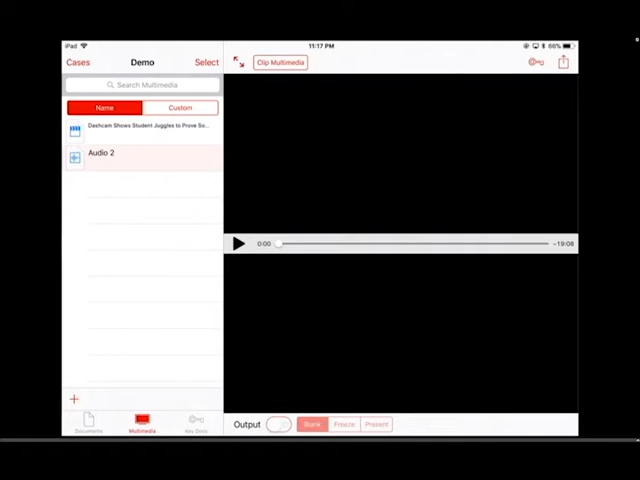 iPad
11:17 PM
68%
Cases
Demo
Select
Clip Multimedia
Search Multimedia
Name
Custom
Dashcam Shows Student Juggles to Prove So...
Audio 2
0:00
-19:08
Output
Blank
Freeze
Present
Documents
Multimedia
Key Docs